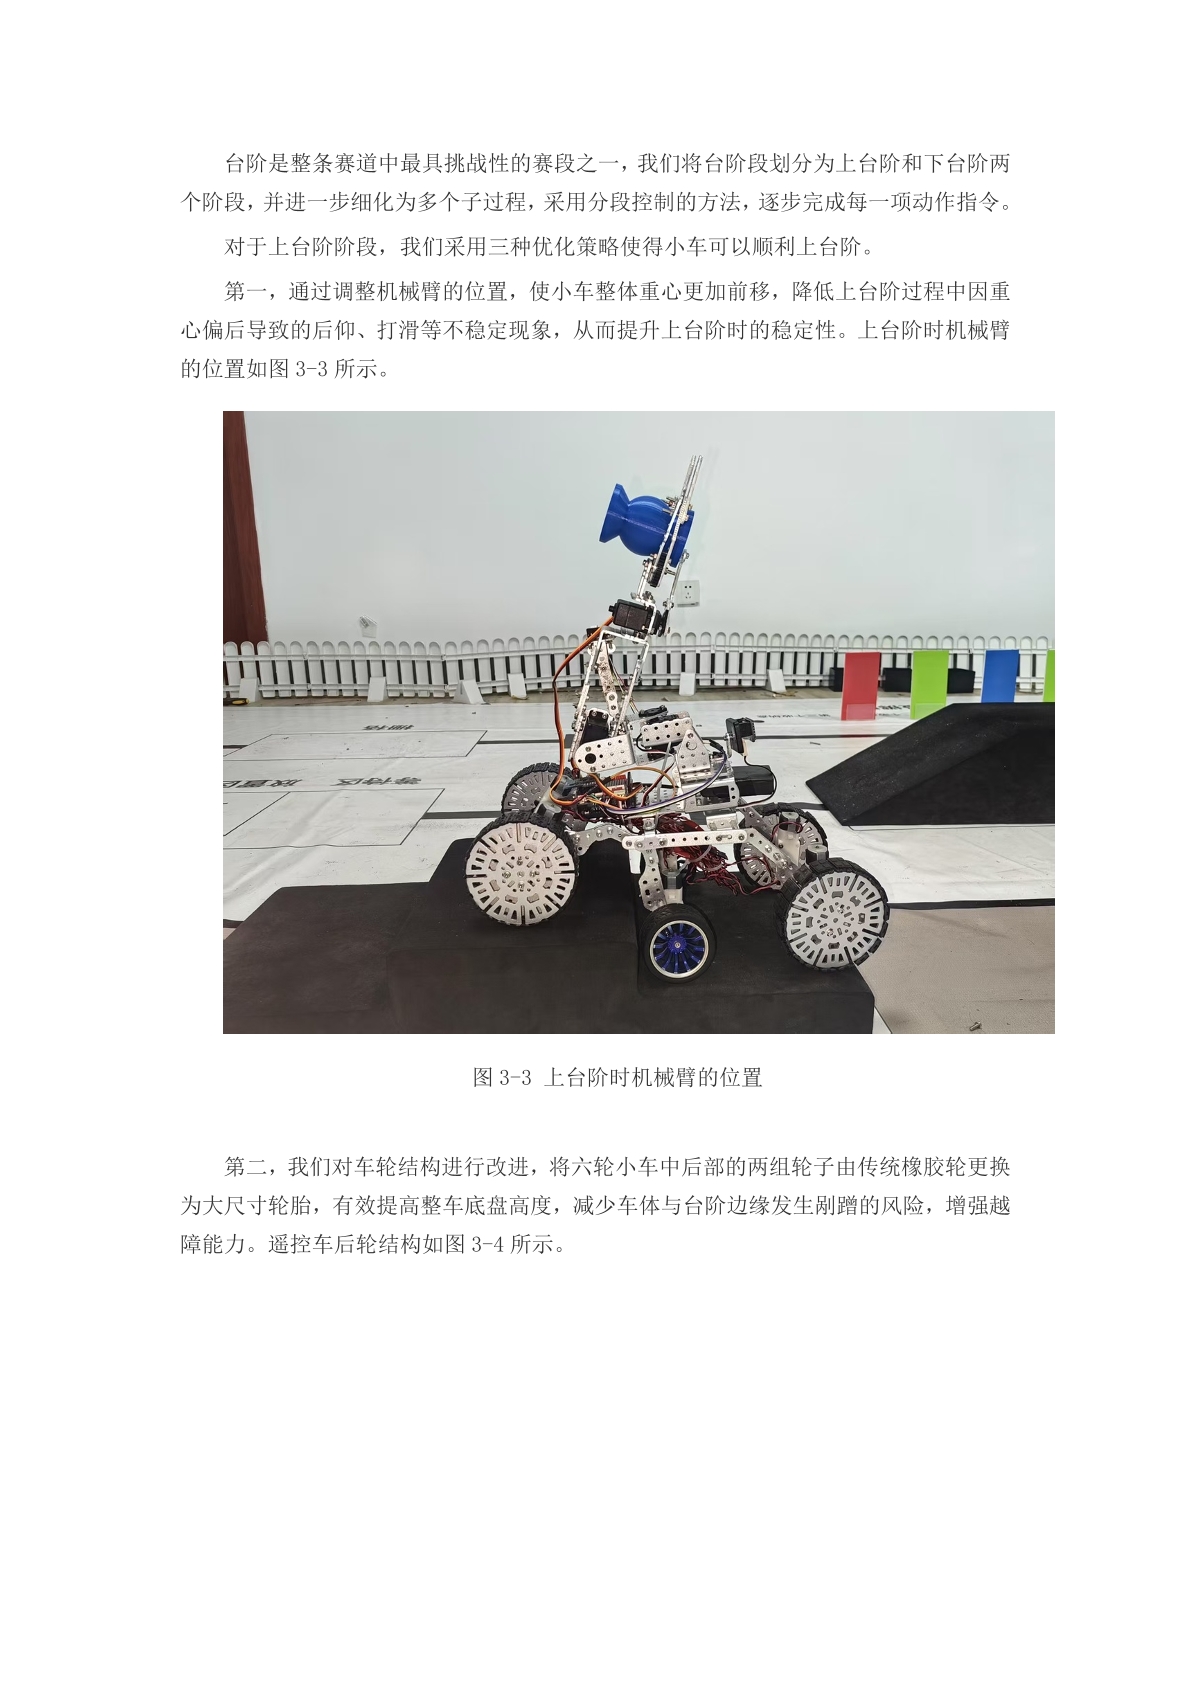 台阶是整条赛道中最具挑战性的赛段之一，我们将台阶段划分为上台阶和下台阶两
个阶段，并进一步细化为多个子过程，采用分段控制的方法，逐步完成每一项动作指令。
对于上台阶阶段，我们采用三种优化策略使得小车可以顺利上台阶。
第一，通过调整机械臂的位置，使小车整体重心更加前移，降低上台阶过程中因重
心偏后导致的后仰、打滑等不稳定现象，从而提升上台阶时的稳定性。上台阶时机械臂
的位置如图 3-3 所示。
等待区
放置区
图 3-3 上台阶时机械臂的位置
第二，我们对车轮结构进行改进，将六轮小车中后部的两组轮子由传统橡胶轮更换
为大尺寸轮胎，有效提高整车底盘高度，减少车体与台阶边缘发生剐蹭的风险，增强越
障能力。遥控车后轮结构如图 3-4 所示。